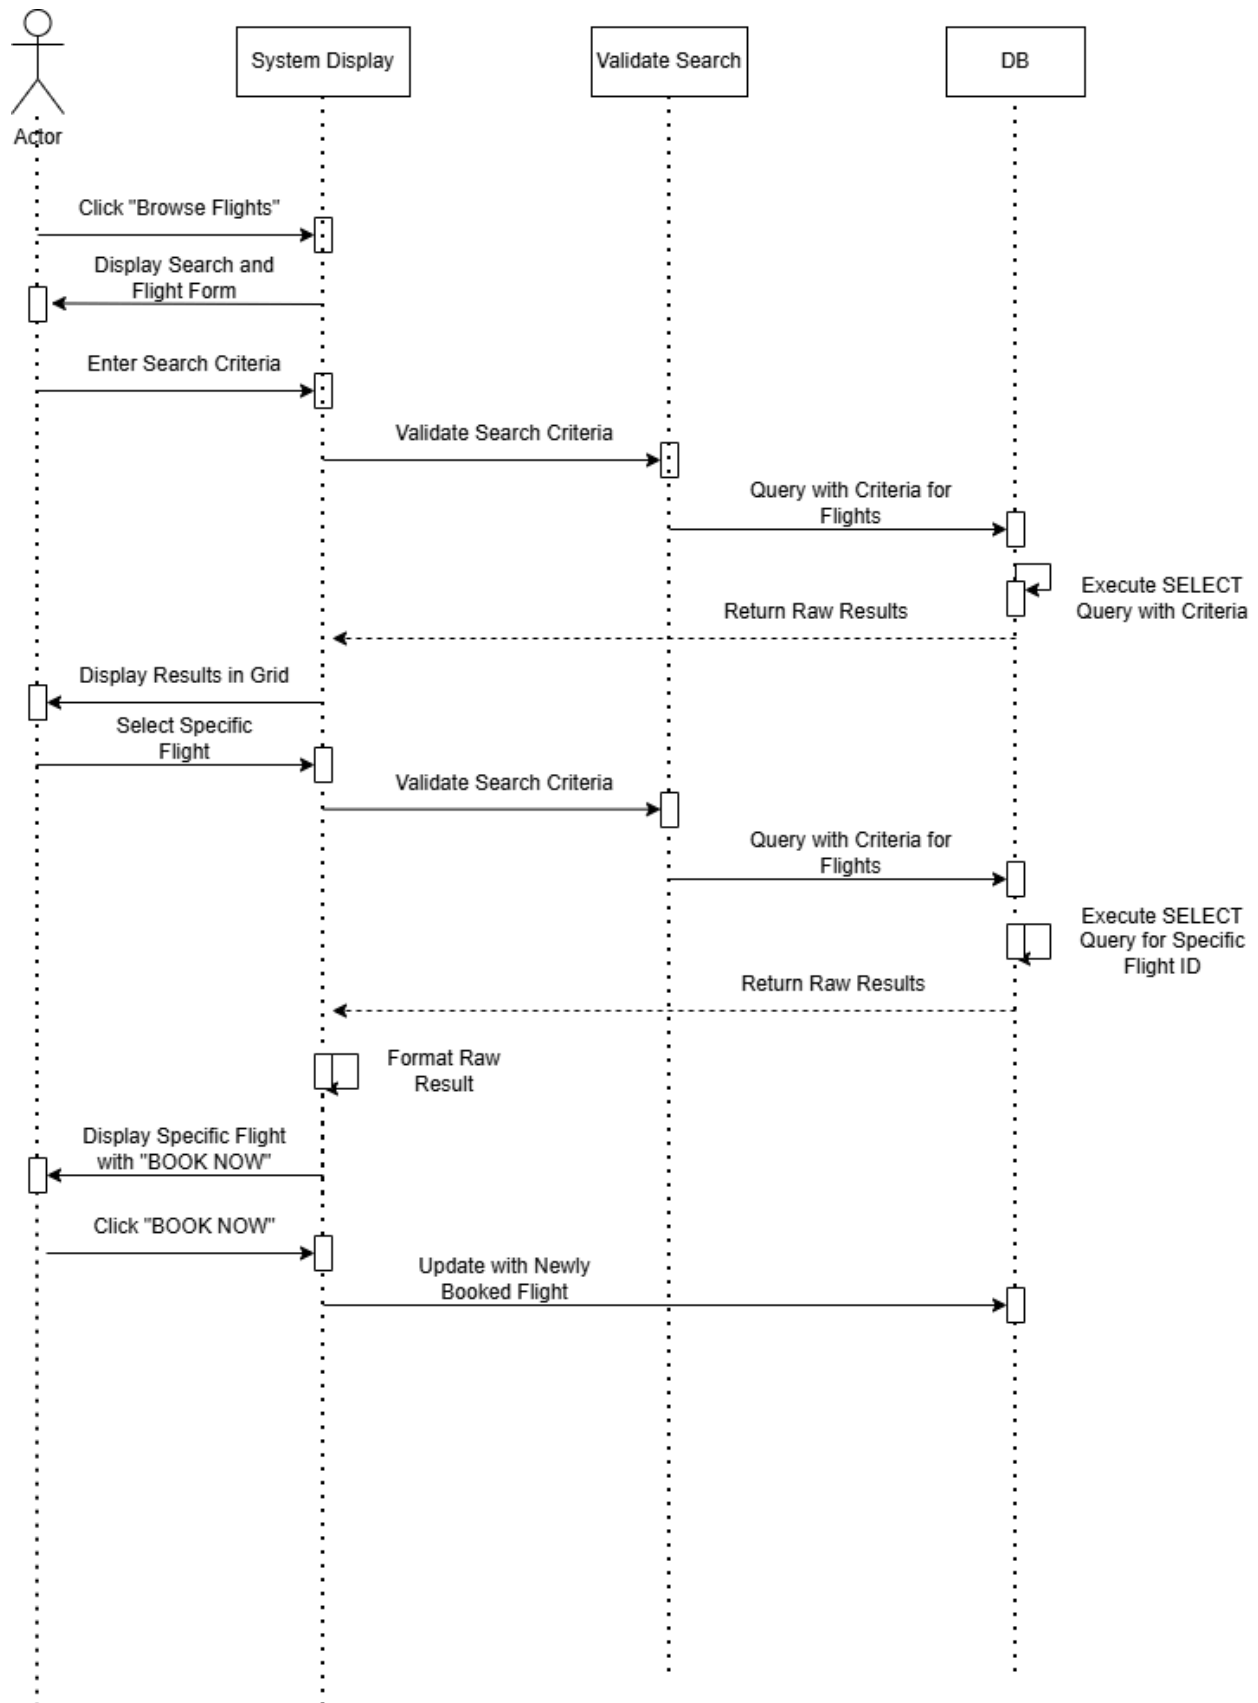 Actor
System Display
Validate Search
DB
Click "Browse Flights"
Display Search and
Flight Form
Enter Search Criteria
Validate Search Criteria
Query with Criteria for
Flights
Execute SELECT
Query with Criteria
Return Raw Results
Display Results in Grid
Select Specific
Flight
Validate Search Criteria
Query with Criteria for
Flights
Execute SELECT
Query for Specific
Flight ID
Return Raw Results
Format Raw
Result
Display Specific Flight
with "BOOK NOW"
Click "BOOK NOW"
Update with Newly
Booked Flight